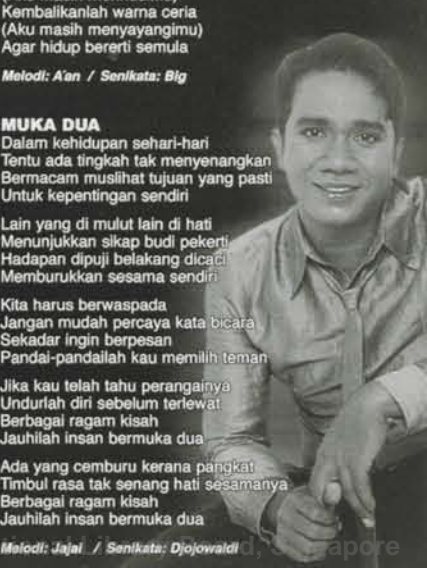 Kembalikanlah warna ceria
(Aku masih menyayangimu)
Agar hidup bererti semula
Melodi: A'an / Senikata: Big
MUKA DUA
Dalam kehidupan sehari-hari
Tentu ada tingkah tak menyenangkan
Bermacam muslihat tujuan yang pasti
Untuk kepentingan sendiri
Lain yang di mulut lain di hati
Menunjukkan sikap budi pekerti
Hadapan dipuji belakang dicaci
Memburukkan sesama sendiri
Kita harus berwaspada
Jangan mudah percaya kata bicara
Sekadar ingin berpesan
Pandai-pandailah kau memilih teman
Jika kau telah tahu perangainya
Undurlah diri sebelum terlewat
Berbagai ragam kisah
Jauhilah insan bermuka dua
Ada yang cemburu kerana pangkat
Timbul rasa tak senang hati sesamanya
Berbagai ragam kisah
Jauhilah insan bermuka dua
Melodi: Jajai / Senikata: Djojowaldi